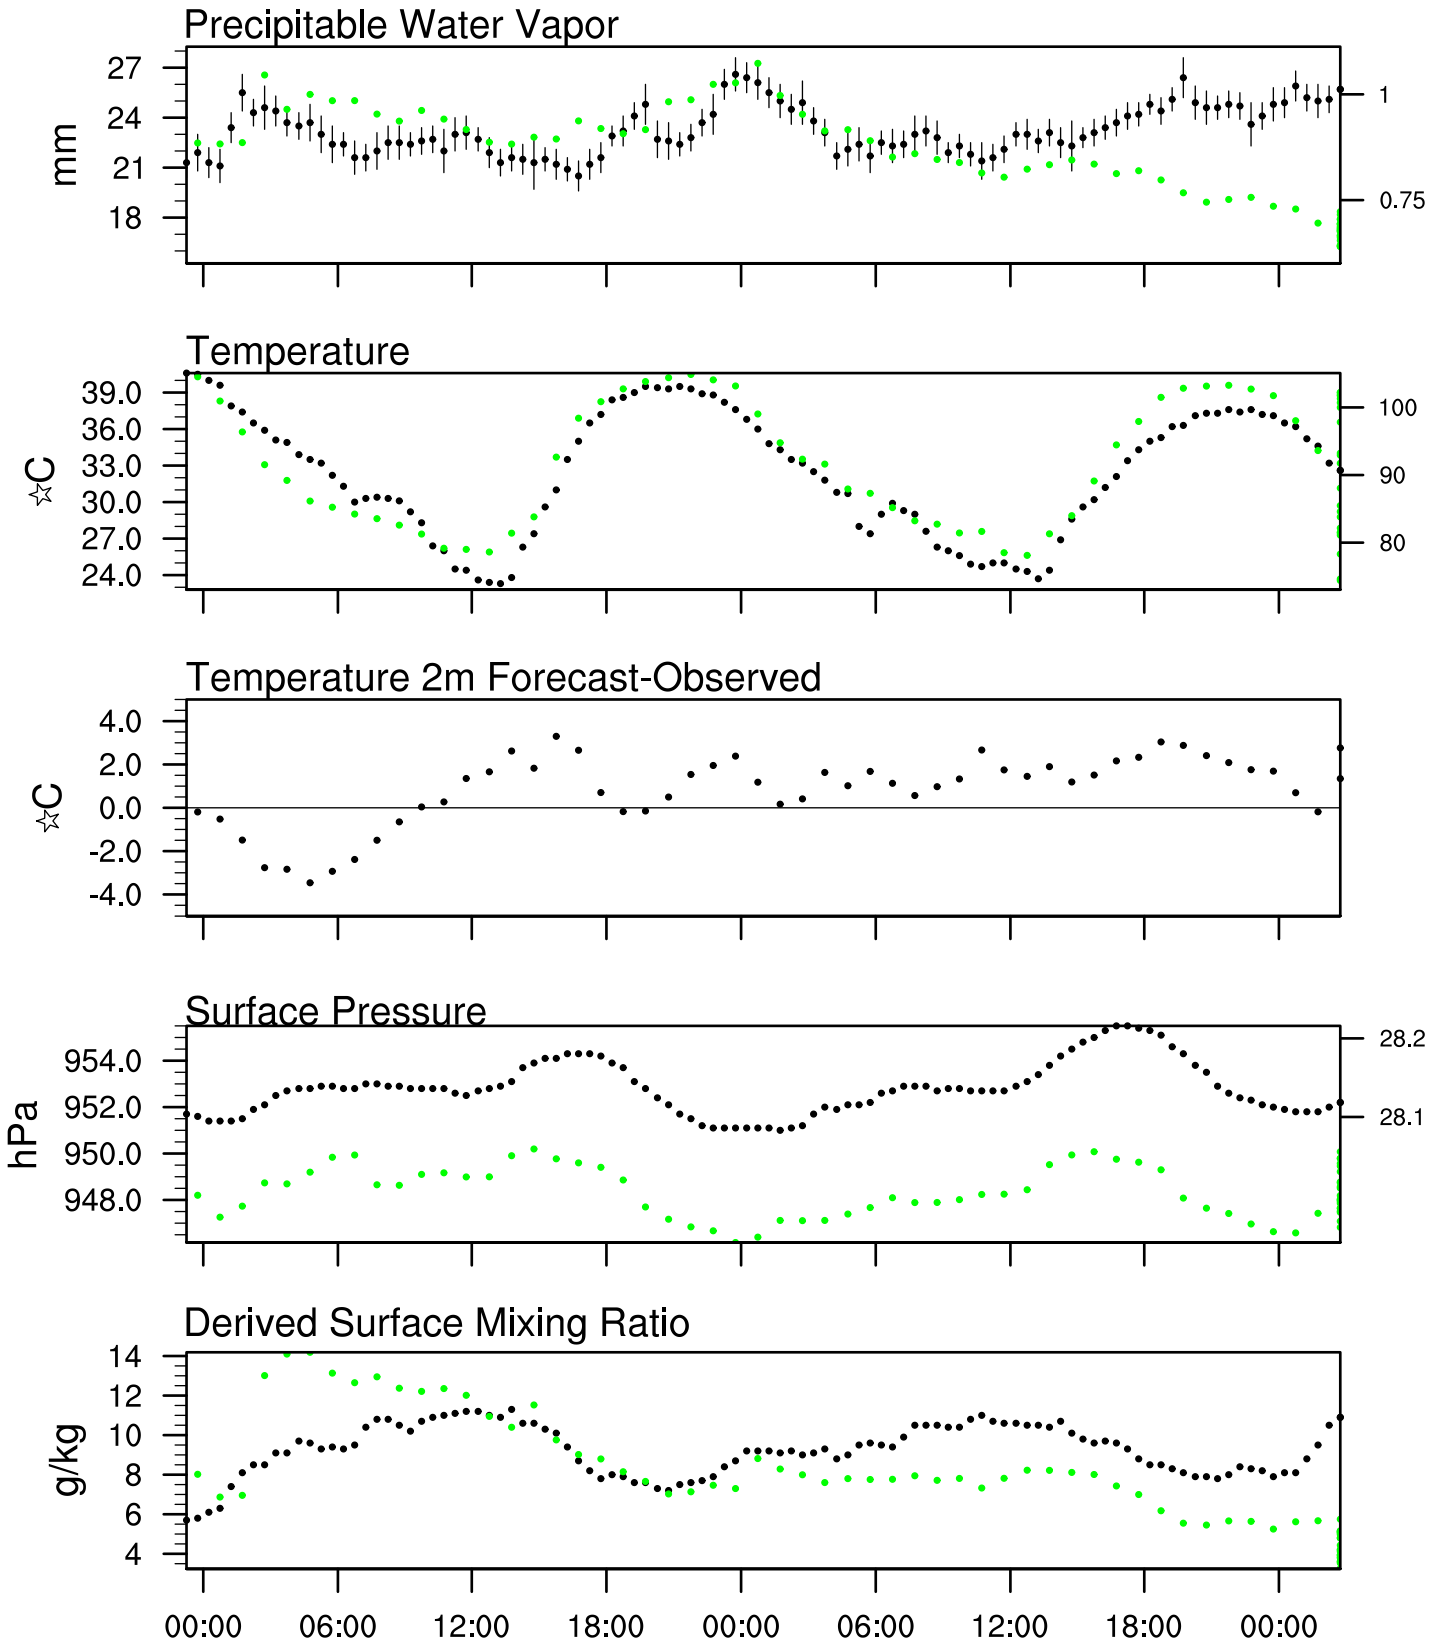 Precipitable Water Vapor
27
24
21
18
mm
1
0.75
Temperature
39.0
36.0
33.0
30.0
27.0
24.0
☆C
100
90
80
Temperature 2m Forecast-Observed
4.0
2.0
0.0
-2.0
-4.0
☆C
Surface Pressure
954.0
952.0
950.0
948.0
hPa
28.2
28.1
Derived Surface Mixing Ratio
14
12
10
8
6
4
g/kg
00:00 06:00 12:00 18:00 00:00 06:00 12:00 18:00 00:00